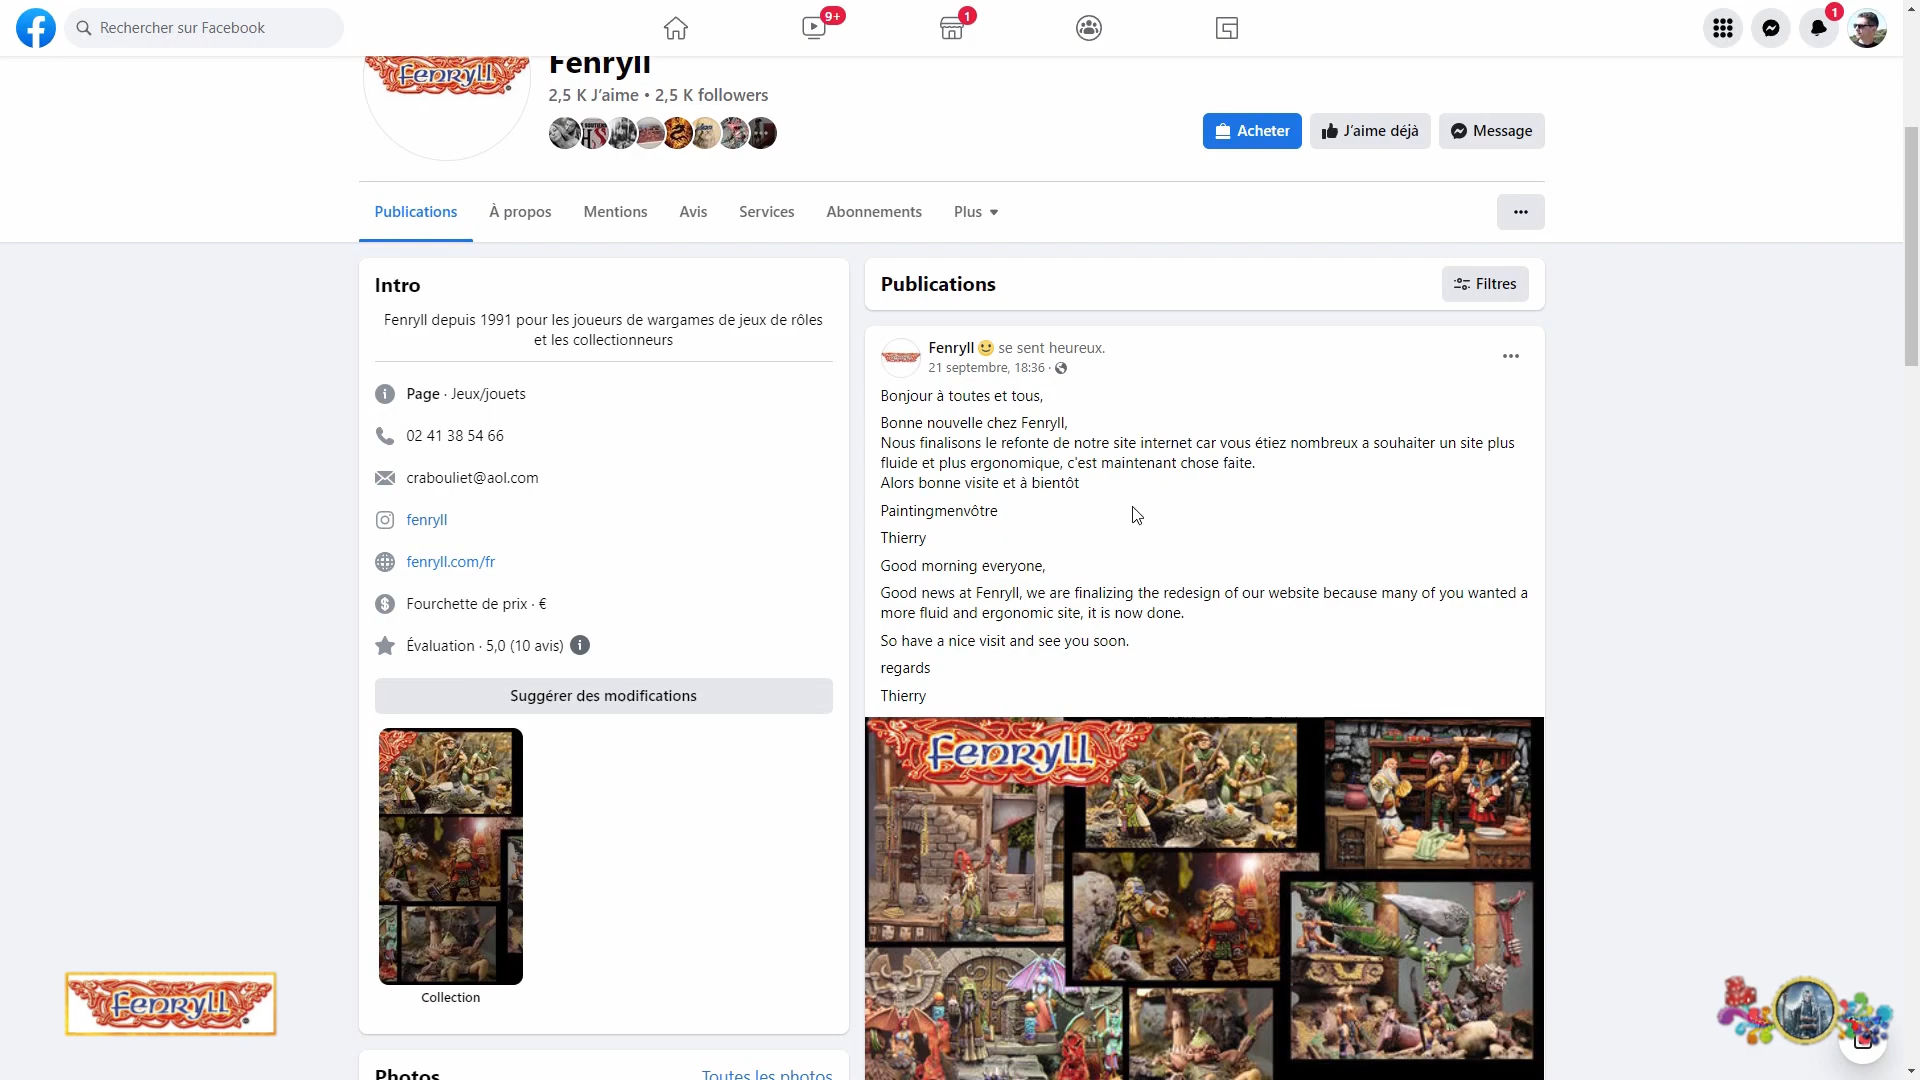 Rechercher sur Facebook
9+
1
1
Fenryll
Fenryll
2,5 K J'aime • 2,5 K followers
HS
Acheter
J'aime déjà
Message
Publications
À propos
Mentions
Avis
Services
Abonnements
Plus
Intro
Fenryll depuis 1991 pour les joueurs de wargames de jeux de rôles
et les collectionneurs
Page · Jeux/jouets
02 41 38 54 66
crabouliet@aol.com
fenryll
fenryll.com/fr
Fourchette de prix · €
Évaluation · 5,0 (10 avis)
Suggérer des modifications
Collection
Photos
Toutes les photos
Publications
Filtres
Fenryll se sent heureux.
21 septembre, 18:36 ·
Bonjour à toutes et tous,
Bonne nouvelle chez Fenryll,
Nous finalisons le refonte de notre site internet car vous étiez nombreux a souhaiter un site plus
fluide et plus ergonomique, c'est maintenant chose faite.
Alors bonne visite et à bientôt
Paintingmenvôtre
Thierry
Good morning everyone,
Good news at Fenryll, we are finalizing the redesign of our website because many of you wanted a
more fluid and ergonomic site, it is now done.
So have a nice visit and see you soon.
regards
Thierry
Fenryll
Fenryll